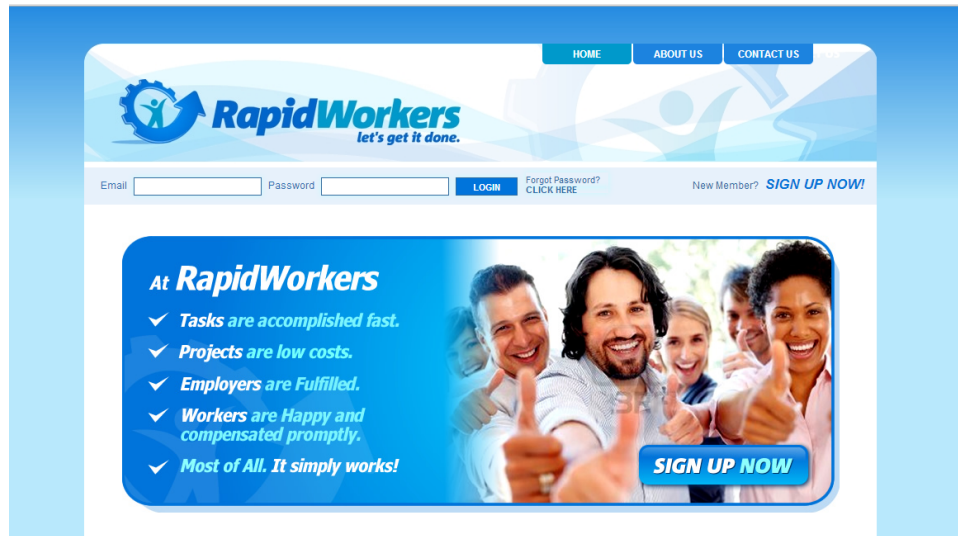 HOME ABOUT US CONTACT US
RapidWorkers
let's get it done.
Email Password LOGIN Forgot Password? New Member? SIGN UP NOW!
CLICK HERE
At RapidWorkers
Tasks are accomplished fast.
Projects are low costs.
Employers are Fulfilled.
Workers are Happy and
compensated promptly.
Most of All. It simply works!
SIGN UP NOW